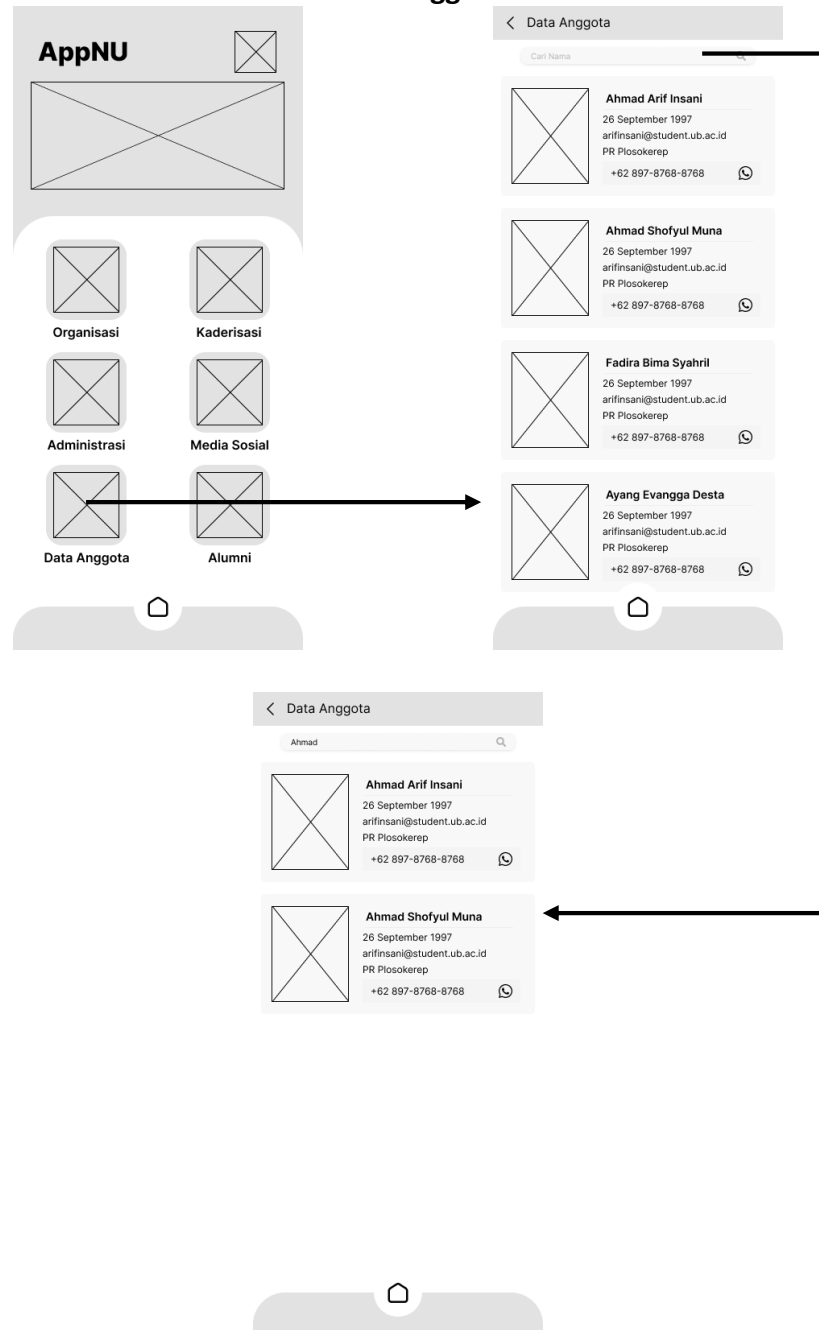 AppNU
Organisasi
Kaderisasi
Administrasi
Media Sosial
Data Anggota
Alumni
Data Anggota
Cari Nama
Ahmad Arif Insani
26 September 1997
arifinsani@student.ub.ac.id
PR Plosokerep
+62 897-8768-8768
Ahmad Shofyul Muna
26 September 1997
arifinsani@student.ub.ac.id
PR Plosokerep
+62 897-8768-8768
Fadira Bima Syahril
26 September 1997
arifinsani@student.ub.ac.id
PR Plosokerep
+62 897-8768-8768
Ayang Evangga Desta
26 September 1997
arifinsani@student.ub.ac.id
PR Plosokerep
+62 897-8768-8768
Data Anggota
Ahmad
Ahmad Arif Insani
26 September 1997
arifinsani@student.ub.ac.id
PR Plosokerep
+62 897-8768-8768
Ahmad Shofyul Muna
26 September 1997
arifinsani@student.ub.ac.id
PR Plosokerep
+62 897-8768-8768